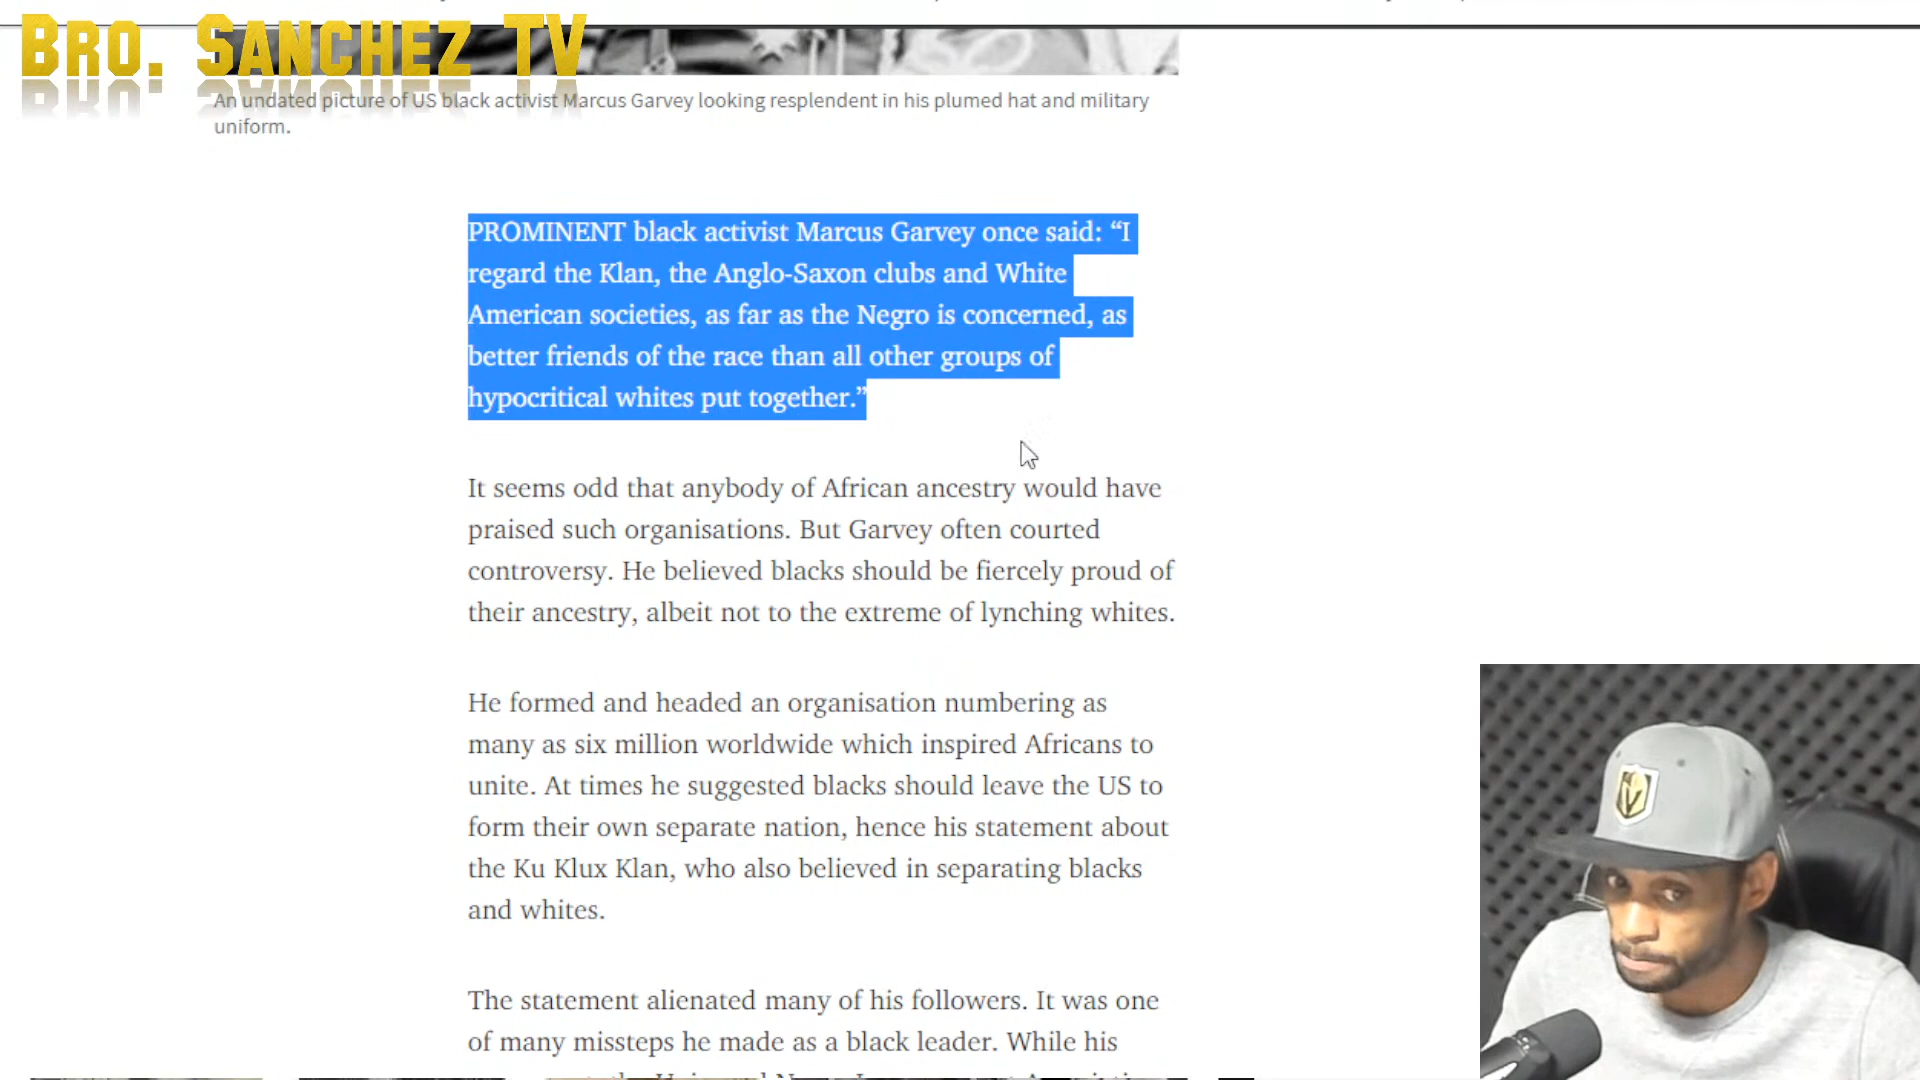 BRO. SANCHEZ TV
An undated picture of US black activist Marcus Garvey looking resplendent in his plumed hat and military
uniform.
PROMINENT black activist Marcus Garvey once said: “I
regard the Klan, the Anglo-Saxon clubs and White
American societies, as far as the Negro is concerned, as
better friends of the race than all other groups of
hypocritical whites put together.”
It seems odd that anybody of African ancestry would have
praised such organisations. But Garvey often courted
controversy. He believed blacks should be fiercely proud of
their ancestry, albeit not to the extreme of lynching whites.
He formed and headed an organisation numbering as
many as six million worldwide which inspired Africans to
unite. At times he suggested blacks should leave the US to
form their own separate nation, hence his statement about
the Ku Klux Klan, who also believed in separating blacks
and whites.
The statement alienated many of his followers. It was one
of many missteps he made as a black leader. While his